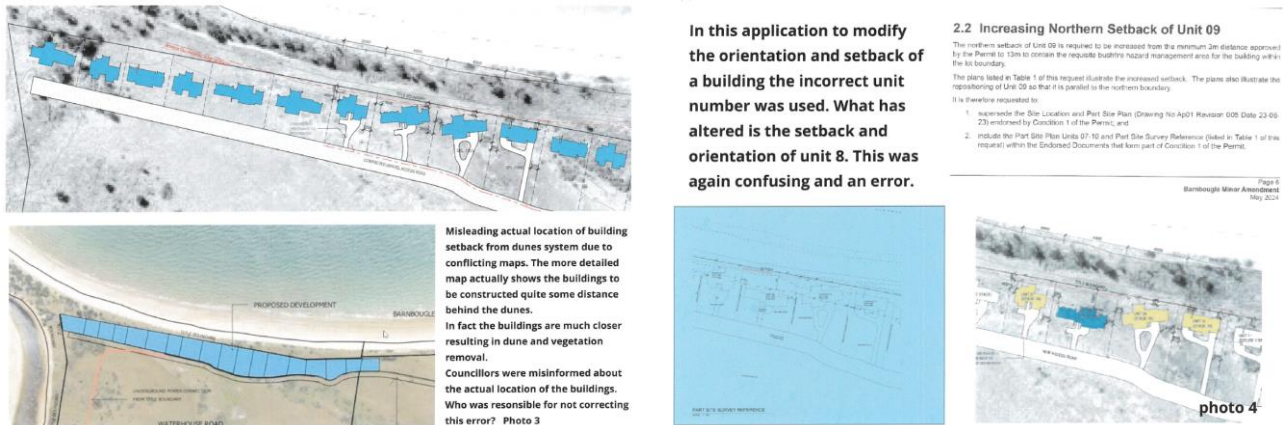 PROPOSED DEVELOPMENT
BARNBOUGLE
WATERHOUSE ROAD
Misleading actual location of building
setback from dunes system due to
conflicting maps. The more detailed
map actually shows the buildings to
be constructed quite some distance
behind the dunes.
In fact the buildings are much closer
resulting in dune and vegetation
removal.
Councillors were misinformed about
the actual location of the buildings.
Who was resonsible for not correcting
this error? Photo 3
In this application to modify
the orientation and setback of
a building the incorrect unit
number was used. What has
altered is the setback and
orientation of unit 8. This was
again confusing and an error.
2.2 Increasing Northern Setback of Unit 09
The northern setback of Unit 09 is required to be increased from the minimum 3m distance approved
by the Permit to 13m to contain the requisite bushfire hazard management area for the building within
the lot boundary.
The plans listed in Table 1 of this request illustrate the increased setback. The plans also illustrate the
repositioning of Unit 09 so that it is parallel to the northern boundary.
It is therefore requested to:
1. supersede the Site Location and Part Site Plan (Drawing No Ap01 Revision 005 Date 23-06-
23) endorsed by Condition 1 of the Permit; and
2. include the Part Site Plan Units 07-10 and Part Site Survey Reference (listed in Table 1 of this
request) within the Endorsed Documents that form part of Condition 1 of the Permit.
Page 6
Barnbougle Minor Amendment
May 2024
PART SITE SURVEY REFERENCE
photo 4